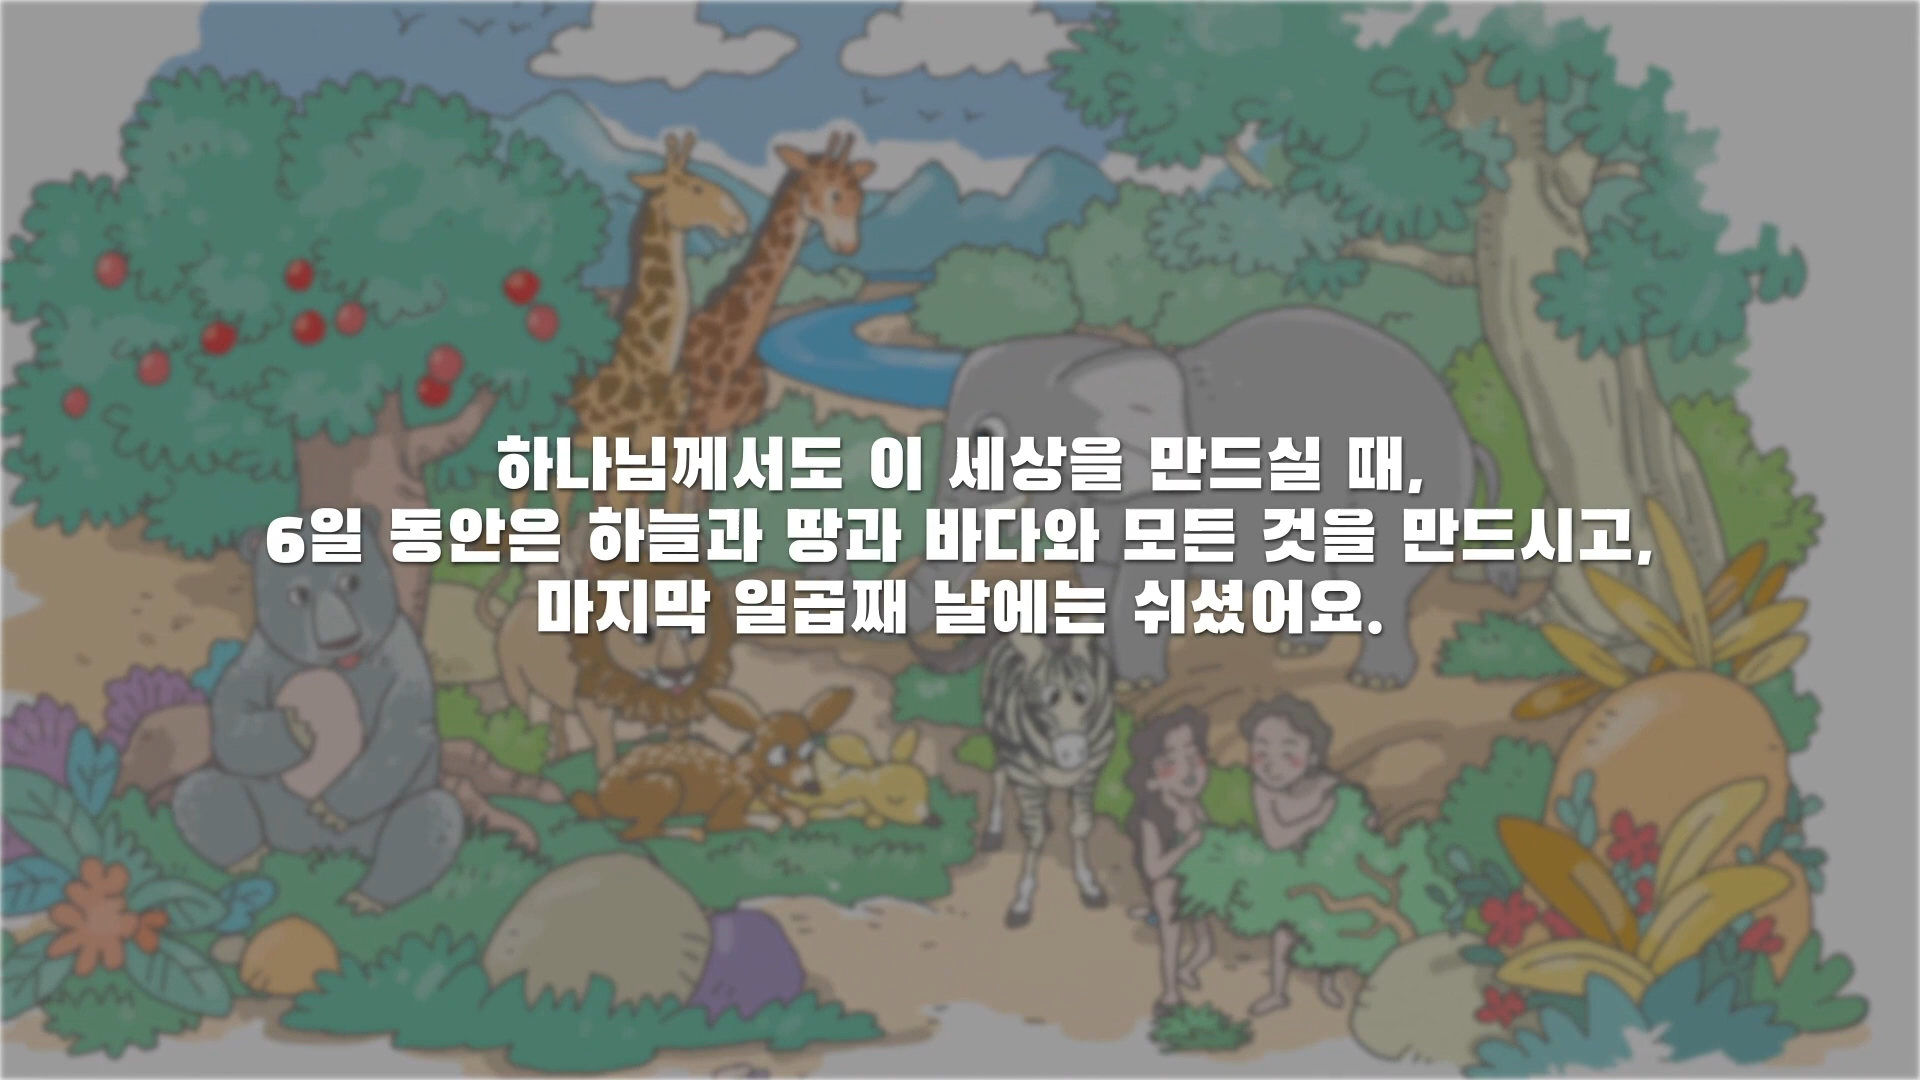 하나님께서도 이 세상을 만드실 때,
6일 동안은 하늘과 땅과 바다와 모든 것을 만드시고,
마지막 일곱째 날에는 쉬셨어요.